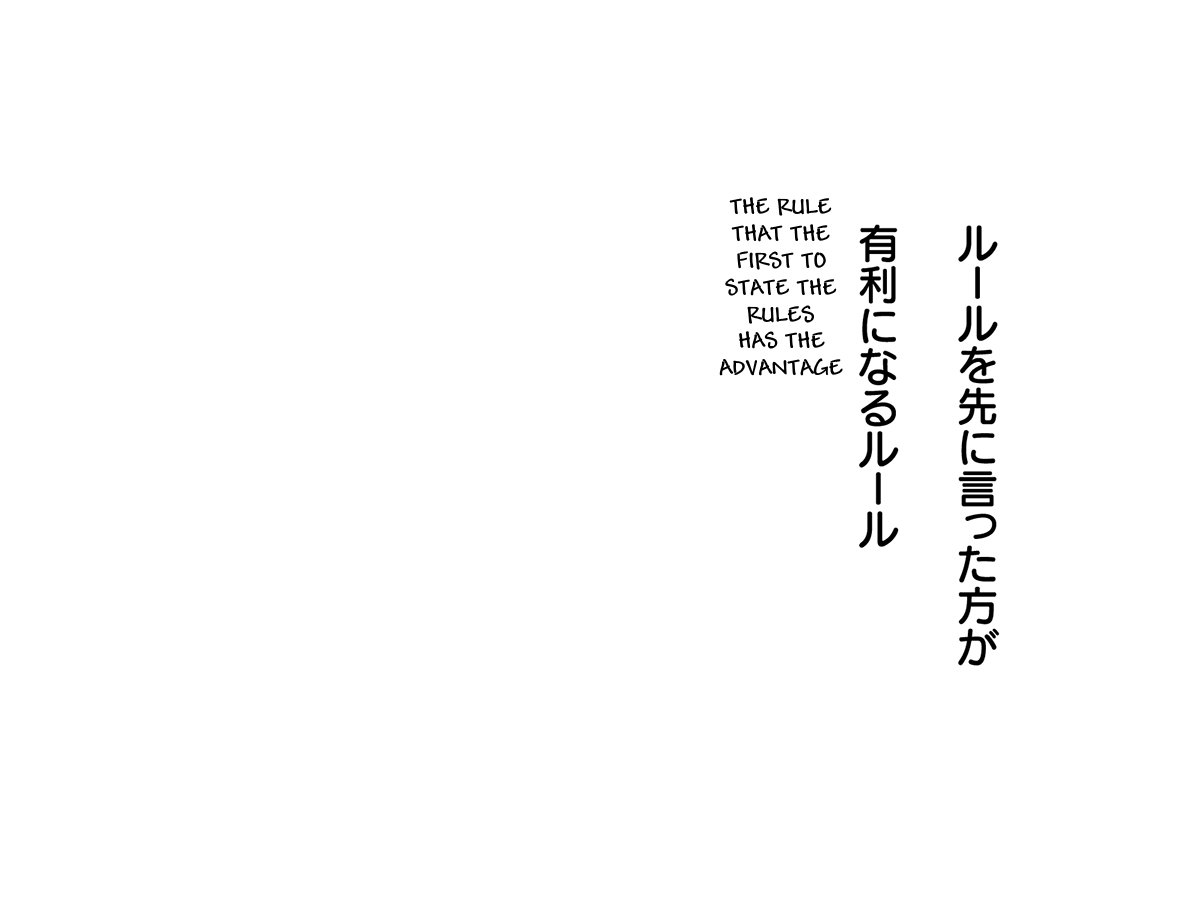 ルールを先に言った方が
有利になるルール
THE RULE
THAT THE
FIRST TO
STATE THE
RULES
HAS THE
ADVANTAGE